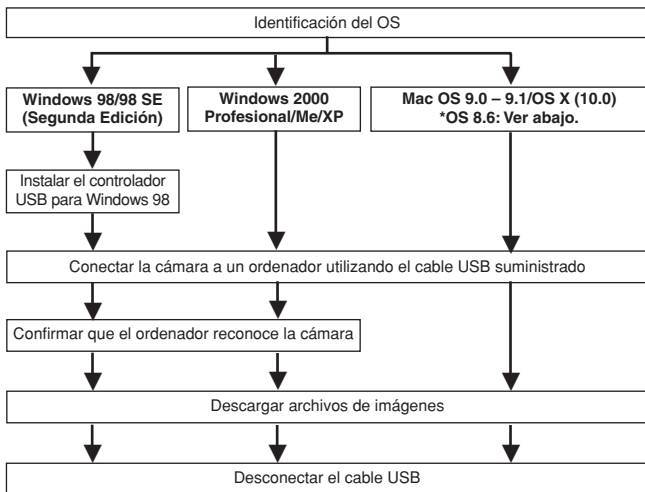 Identificación del OS
Windows 98/98 SE
(Segunda Edición)
Windows 2000
Profesional/Me/XP
Mac OS 9.0 – 9.1/OS X (10.0)
*OS 8.6: Ver abajo.
Instalar el controlador
USB para Windows 98
Conectar la cámara a un ordenador utilizando el cable USB suministrado
Confirmar que el ordenador reconoce la cámara
Descargar archivos de imágenes
Desconectar el cable USB